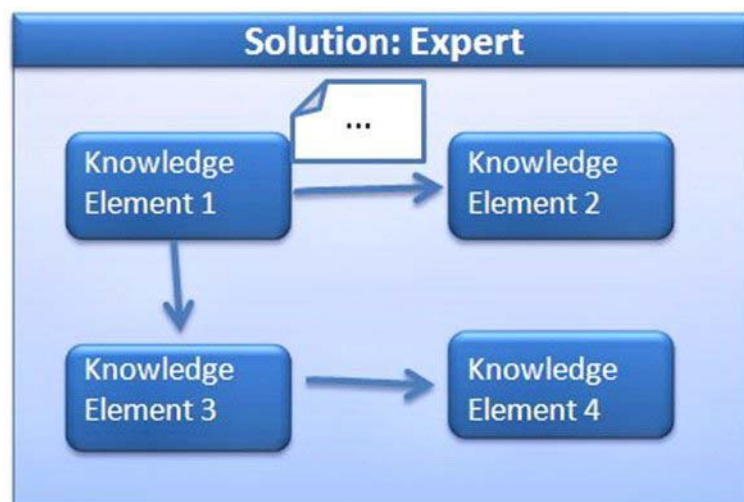 Solution: Expert
...
Knowledge
Element 1
Knowledge
Element 2
Knowledge
Element 3
Knowledge
Element 4